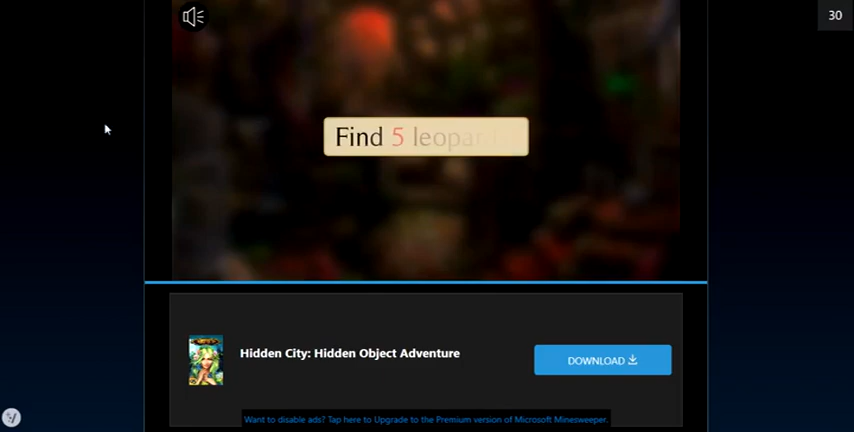 30
Find 5 leopar
Hidden City: Hidden Object Adventure
DOWNLOAD
Want to disable ads? Tap here to Upgrade to the Premium version of Microsoft Minesweeper.